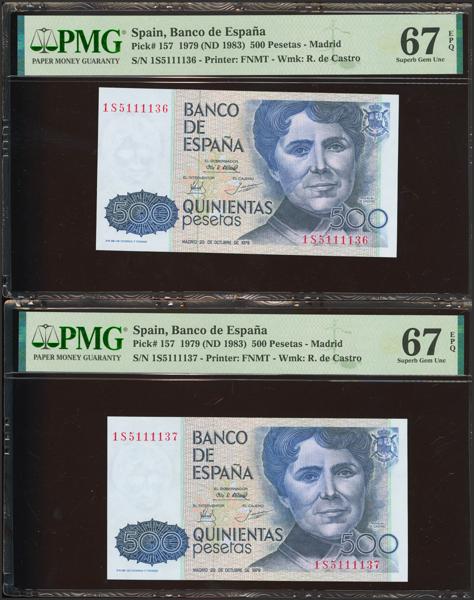 PMG
PAPER MONEY GUARANTY
Spain, Banco de España
Pick# 157 1979 (ND 1983) 500 Pesetas - Madrid
S/N 1S5111136 - Printer: FNMT - Wmk: R. de Castro
67 EPQ
Superb Gem Unc
1S5111136
BANCO
DE
ESPAÑA
EL GOBERNADOR
EL INTERVENTOR EL CAJERO
500 QUINIENTAS 500
pesetas
1S5111136
MADRID 23 DE OCTUBRE DE 1979
PMG
PAPER MONEY GUARANTY
Spain, Banco de España
Pick# 157 1979 (ND 1983) 500 Pesetas - Madrid
S/N 1S5111137 - Printer: FNMT - Wmk: R. de Castro
67 EPQ
Superb Gem Unc
1S5111137
BANCO
DE
ESPAÑA
EL GOBERNADOR
EL INTERVENTOR EL CAJERO
500 QUINIENTAS 500
pesetas
1S5111137
MADRID 23 DE OCTUBRE DE 1979